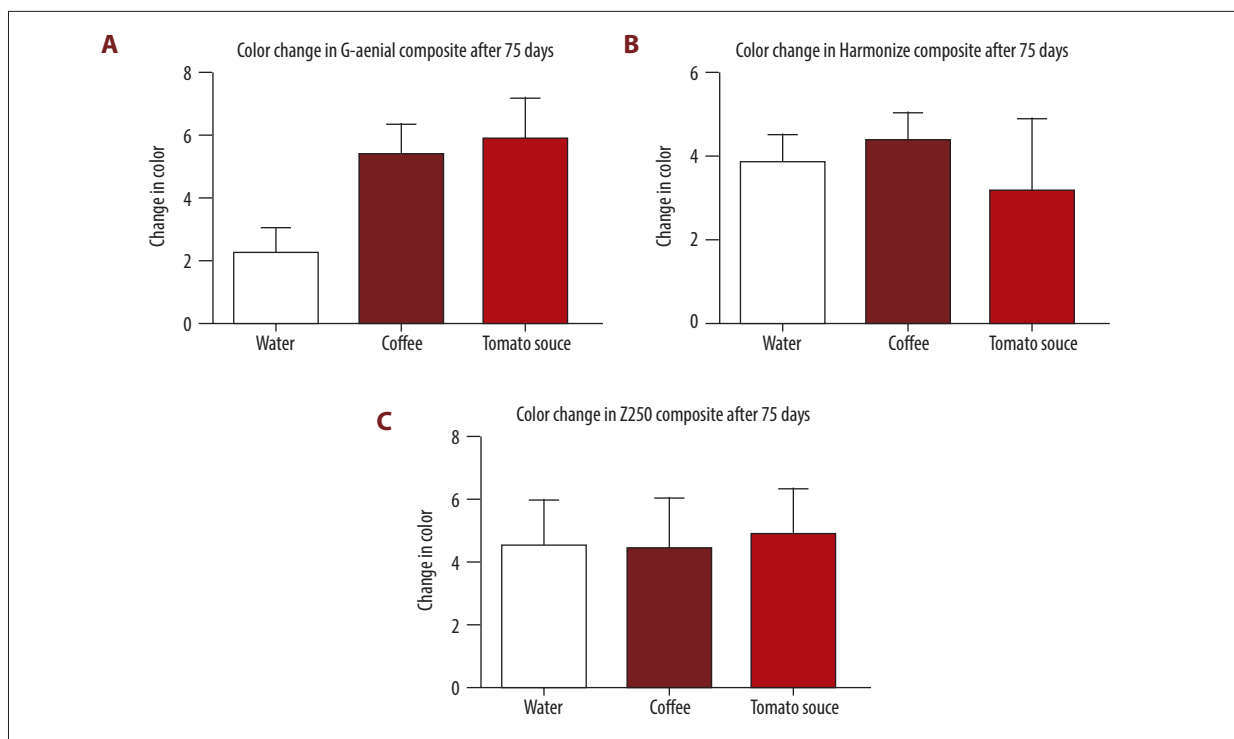 A
Color change in G-aenial composite after 75 days
Change in color
8
6
4
2
0
Water
Coffee
Tomato souce
B
Color change in Harmonize composite after 75 days
Change in color
6
4
2
0
Water
Coffee
Tomato souce
C
Color change in Z250 composite after 75 days
Change in color
8
6
4
2
0
Water
Coffee
Tomato souce